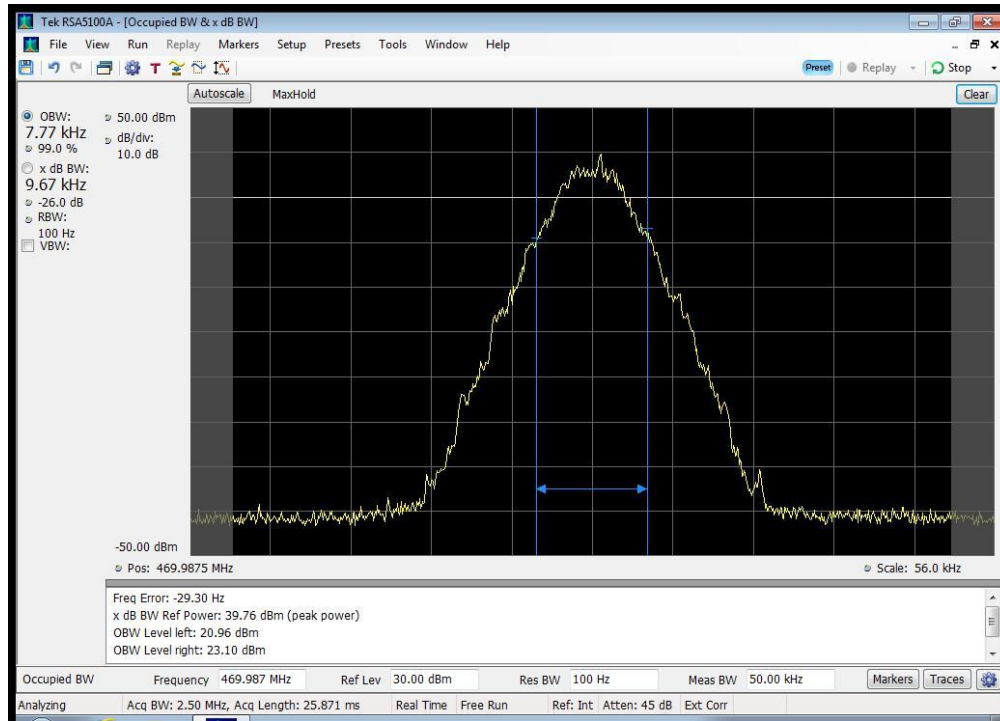 Tek RSA5100A - [Occupied BW & x dB BW]
File View Run Replay Markers Setup Presets Tools Window Help
T Preset Replay Stop
Autoscale MaxHold Clear
OBW:
7.77 kHz
99.0 %
x dB BW:
9.67 kHz
-26.0 dB
RBW:
100 Hz
VBW:
50.00 dBm
dB/div:
10.0 dB
-50.00 dBm
Pos: 469.9875 MHz Scale: 56.0 kHz
Freq Error: -29.30 Hz
x dB BW Ref Power: 39.76 dBm (peak power)
OBW Level left: 20.96 dBm
OBW Level right: 23.10 dBm
Occupied BW Frequency 469.987 MHz Ref Lev 30.00 dBm Res BW 100 Hz Meas BW 50.00 kHz Markers Traces
Analyzing Acq BW: 2.50 MHz, Acq Length: 25.871 ms Real Time Free Run Ref: Int Atten: 45 dB Ext Corr